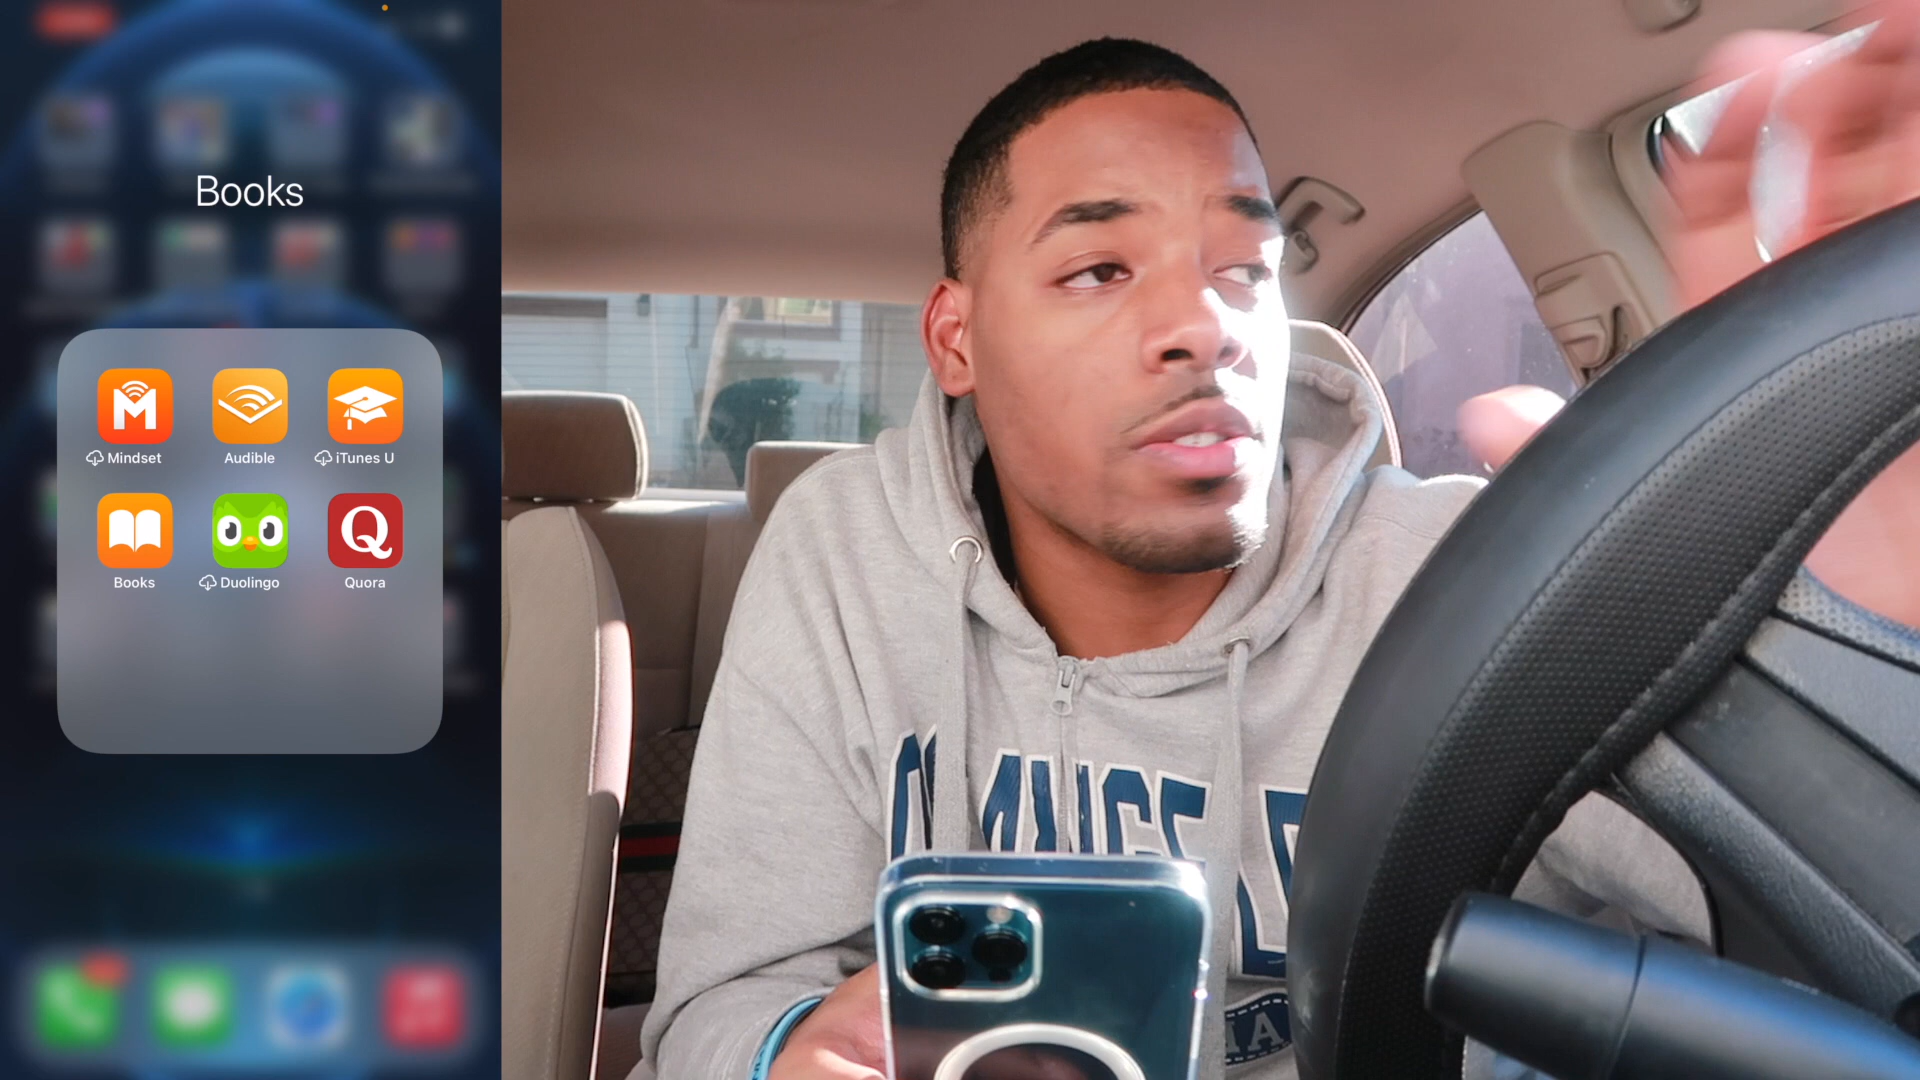 Books
M
Mindset Audible iTunes U
Q
Books Duolingo Quora